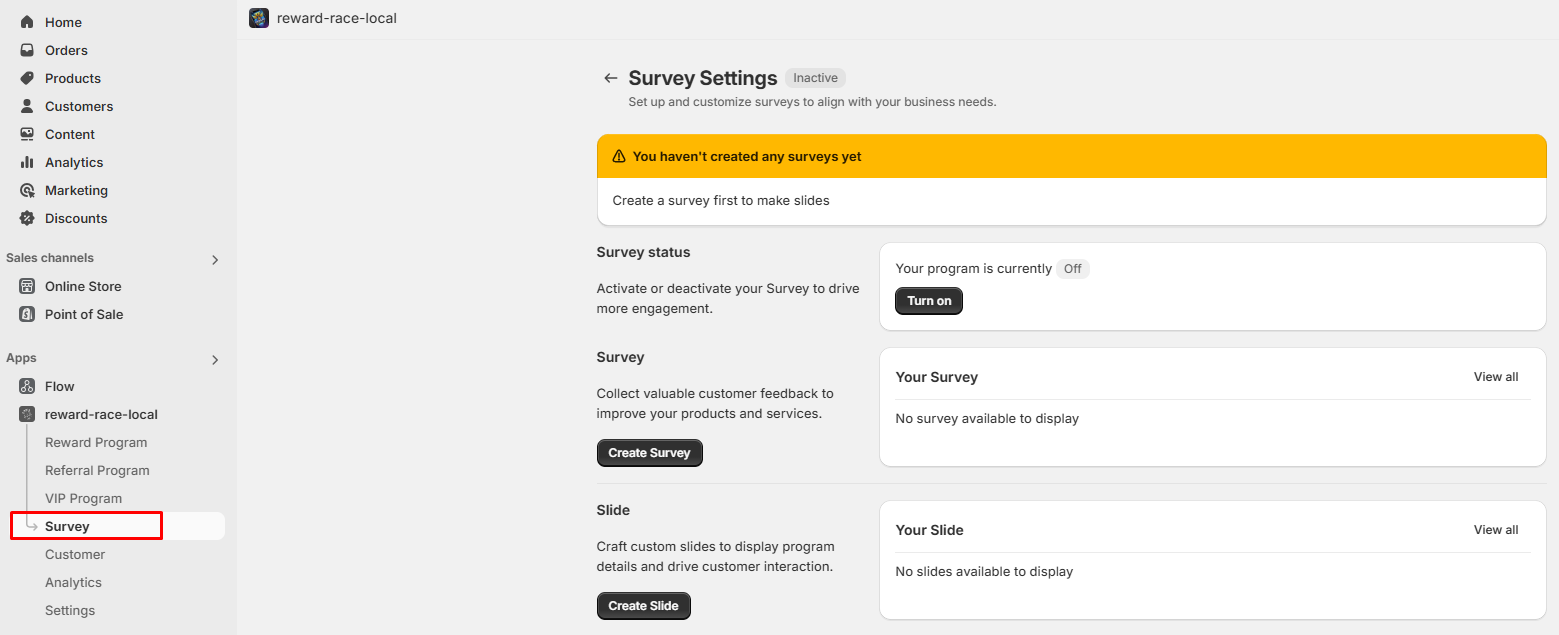 Home
Orders
Products
Customers
Content
Analytics
Marketing
Discounts
Sales channels
Online Store
Point of Sale
Apps
Flow
reward-race-local
Reward Program
Referral Program
VIP Program
Survey
Customer
Analytics
Settings
reward-race-local
Survey Settings Inactive
Set up and customize surveys to align with your business needs.
You haven't created any surveys yet
Create a survey first to make slides
Survey status
Activate or deactivate your Survey to drive
more engagement.
Your program is currently Off
Turn on
Survey
Collect valuable customer feedback to
improve your products and services.
Create Survey
Your Survey View all
No survey available to display
Slide
Craft custom slides to display program
details and drive customer interaction.
Create Slide
Your Slide View all
No slides available to display